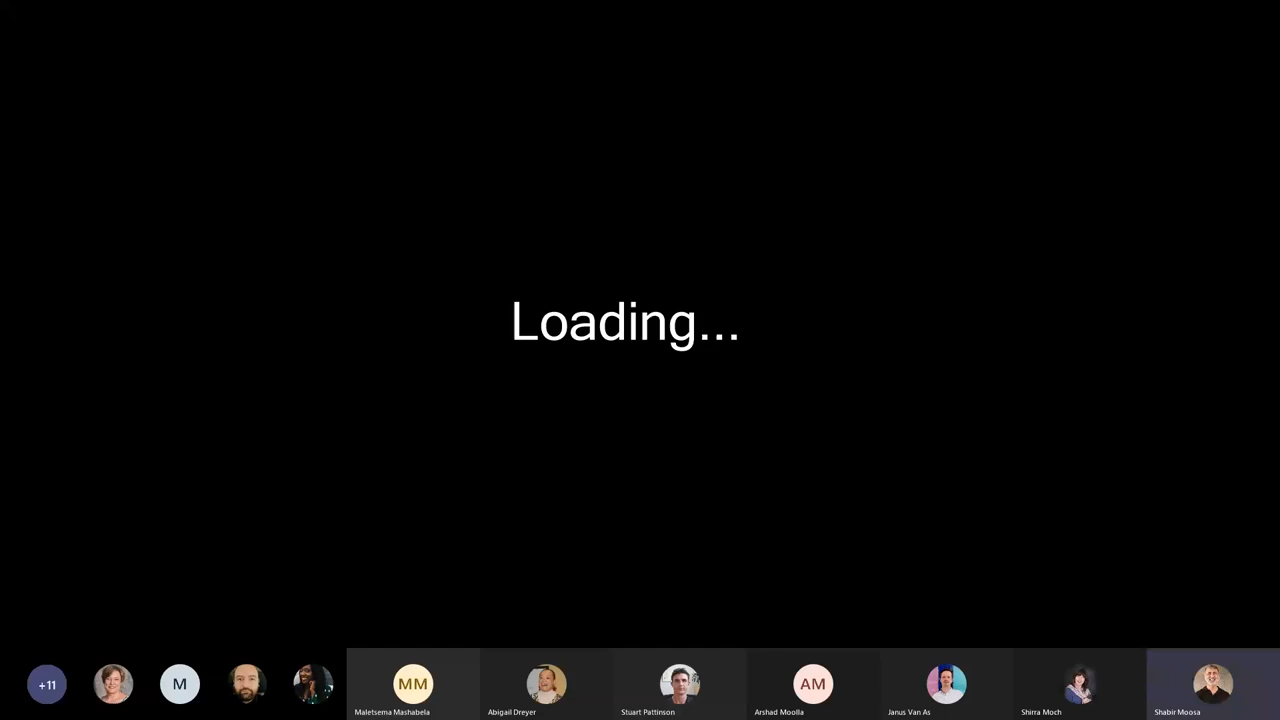 Loading...
+11
M
MM
AM
Maletsema Mashabela
Abigail Dreyer
Stuart Pattinson
Arshad Moolla
Janus Van As
Shirra Moch
Shabir Moosa